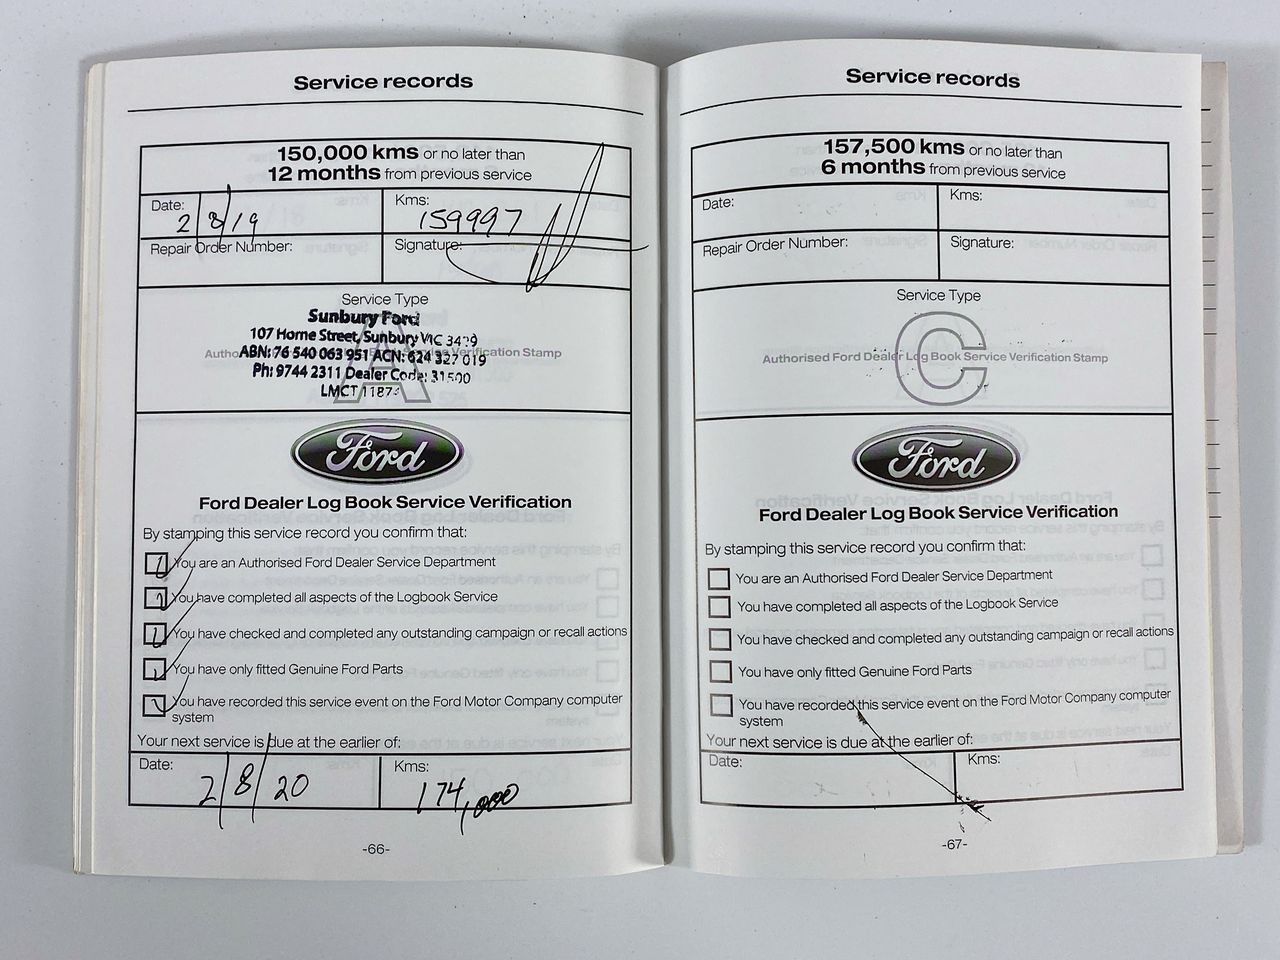 Service records
150,000 kms or no later than
12 months from previous service
Date:
2/8/19
Kms:
159997
Repair Order Number:
Signature:
Service Type
A
Authorised Ford Dealer Log Book Service Verification Stamp
Sunbury Ford
107 Horne Street, Sunbury VIC 3429
ABN: 76 540 063 951 ACN: 624 327 019
Ph: 9744 2311 Dealer Code: 31500
LMCT 1187
Ford
Ford Dealer Log Book Service Verification
By stamping this service record you confirm that:
You are an Authorised Ford Dealer Service Department
You have completed all aspects of the Logbook Service
You have checked and completed any outstanding campaign or recall actions
You have only fitted Genuine Ford Parts
You have recorded this service event on the Ford Motor Company computer
system
Your next service is due at the earlier of:
Date:
2/8/20
Kms:
174,000
-66-
Service records
157,500 kms or no later than
6 months from previous service
Date:
Kms:
Repair Order Number:
Signature:
Service Type
C
Authorised Ford Dealer Log Book Service Verification Stamp
Ford
Ford Dealer Log Book Service Verification
By stamping this service record you confirm that:
You are an Authorised Ford Dealer Service Department
You have completed all aspects of the Logbook Service
You have checked and completed any outstanding campaign or recall actions
You have only fitted Genuine Ford Parts
You have recorded this service event on the Ford Motor Company computer
system
Your next service is due at the earlier of:
Date:
Kms:
-67-